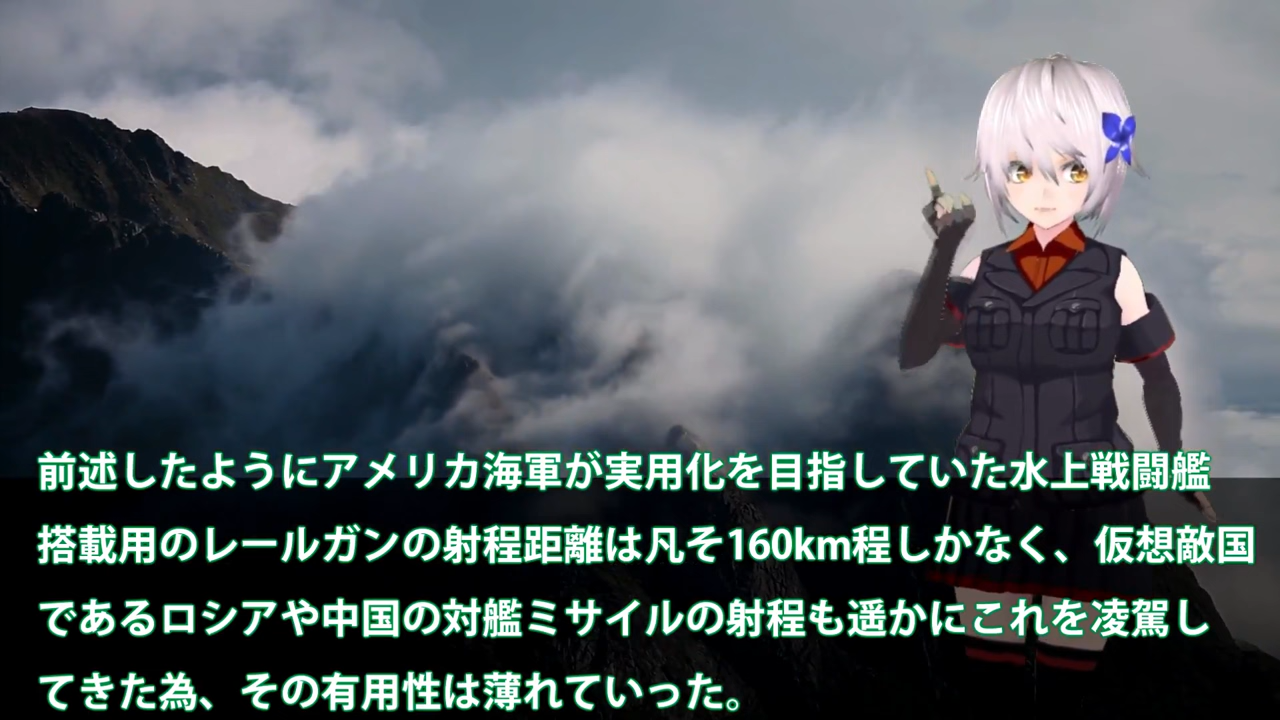 前述したようにアメリカ海軍が実用化を目指していた水上戦闘艦
搭載用のレールガンの射程距離は凡そ160km程しかなく、仮想敵国
であるロシアや中国の対艦ミサイルの射程も遥かにこれを凌駕し
てきた為、その有用性は薄れていった。